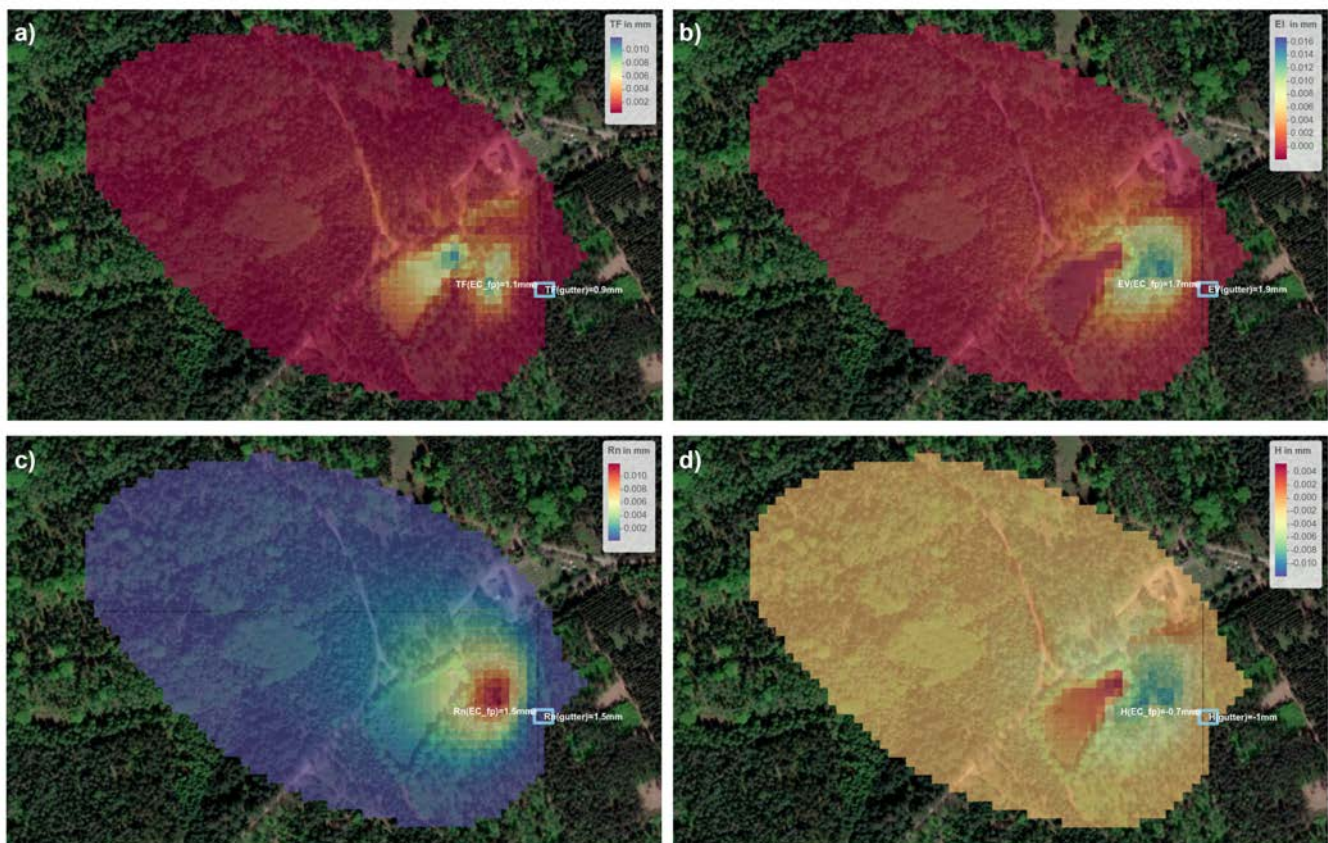 a)
TF in mm
0.010
0.008
0.006
0.004
0.002
TF(EC_fp)=1.1mm
TF(gutter)=0.9mm
b)
EI in mm
0.016
0.014
0.012
0.010
0.008
0.006
0.004
0.002
0.000
EV(EC_fp)=1.7mm
EV(gutter)=1.9mm
c)
Rn in mm
0.010
0.008
0.006
0.004
0.002
Rn(EC_fp)=1.5mm
Rn(gutter)=1.5mm
d)
H in mm
0.004
0.002
-0.000
-0.002
-0.004
-0.006
-0.008
-0.010
H(EC_fp)=-0.7mm
H(gutter)=-1mm